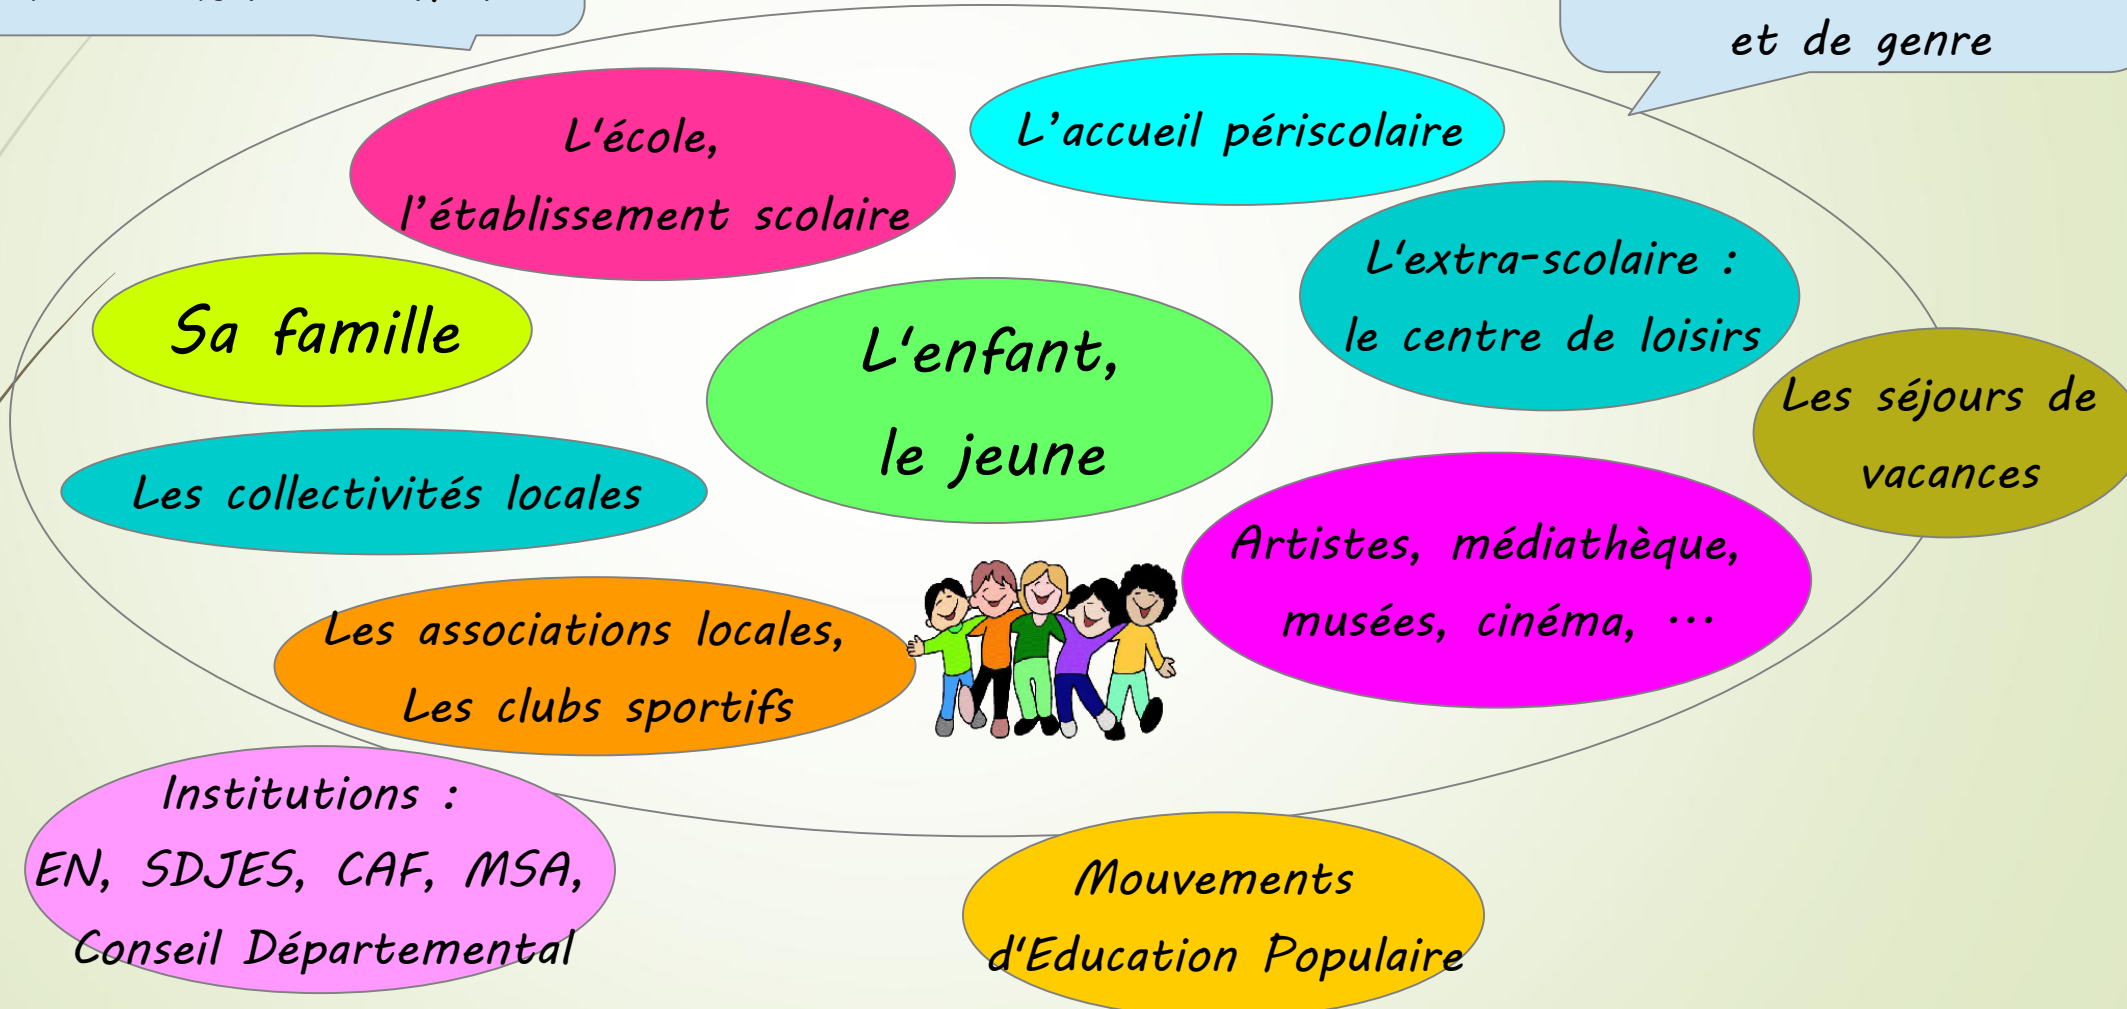 et de genre
L'école,
l’établissement scolaire
L’accueil périscolaire
L'extra-scolaire :
le centre de loisirs
Sa famille
L'enfant,
le jeune
Les séjours de
vacances
Les collectivités locales
Artistes, médiathèque,
musées, cinéma, ...
Les associations locales,
Les clubs sportifs
Institutions :
EN, SDJES, CAF, MSA,
Conseil Départemental
Mouvements
d'Education Populaire